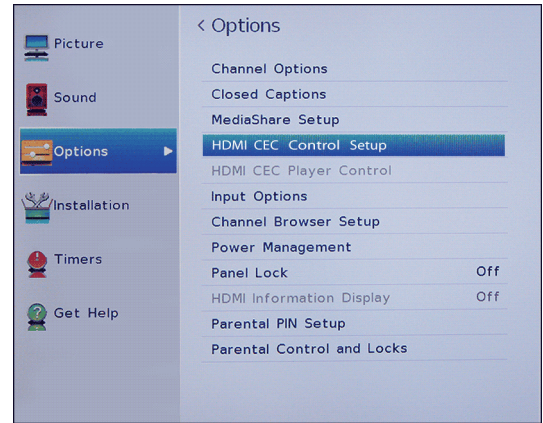 Picture
Sound
Options
Installation
Timers
Get Help
< Options
Channel Options
Closed Captions
MediaShare Setup
HDMI CEC Control Setup
HDMI CEC Player Control
Input Options
Channel Browser Setup
Power Management
Panel Lock Off
HDMI Information Display Off
Parental PIN Setup
Parental Control and Locks